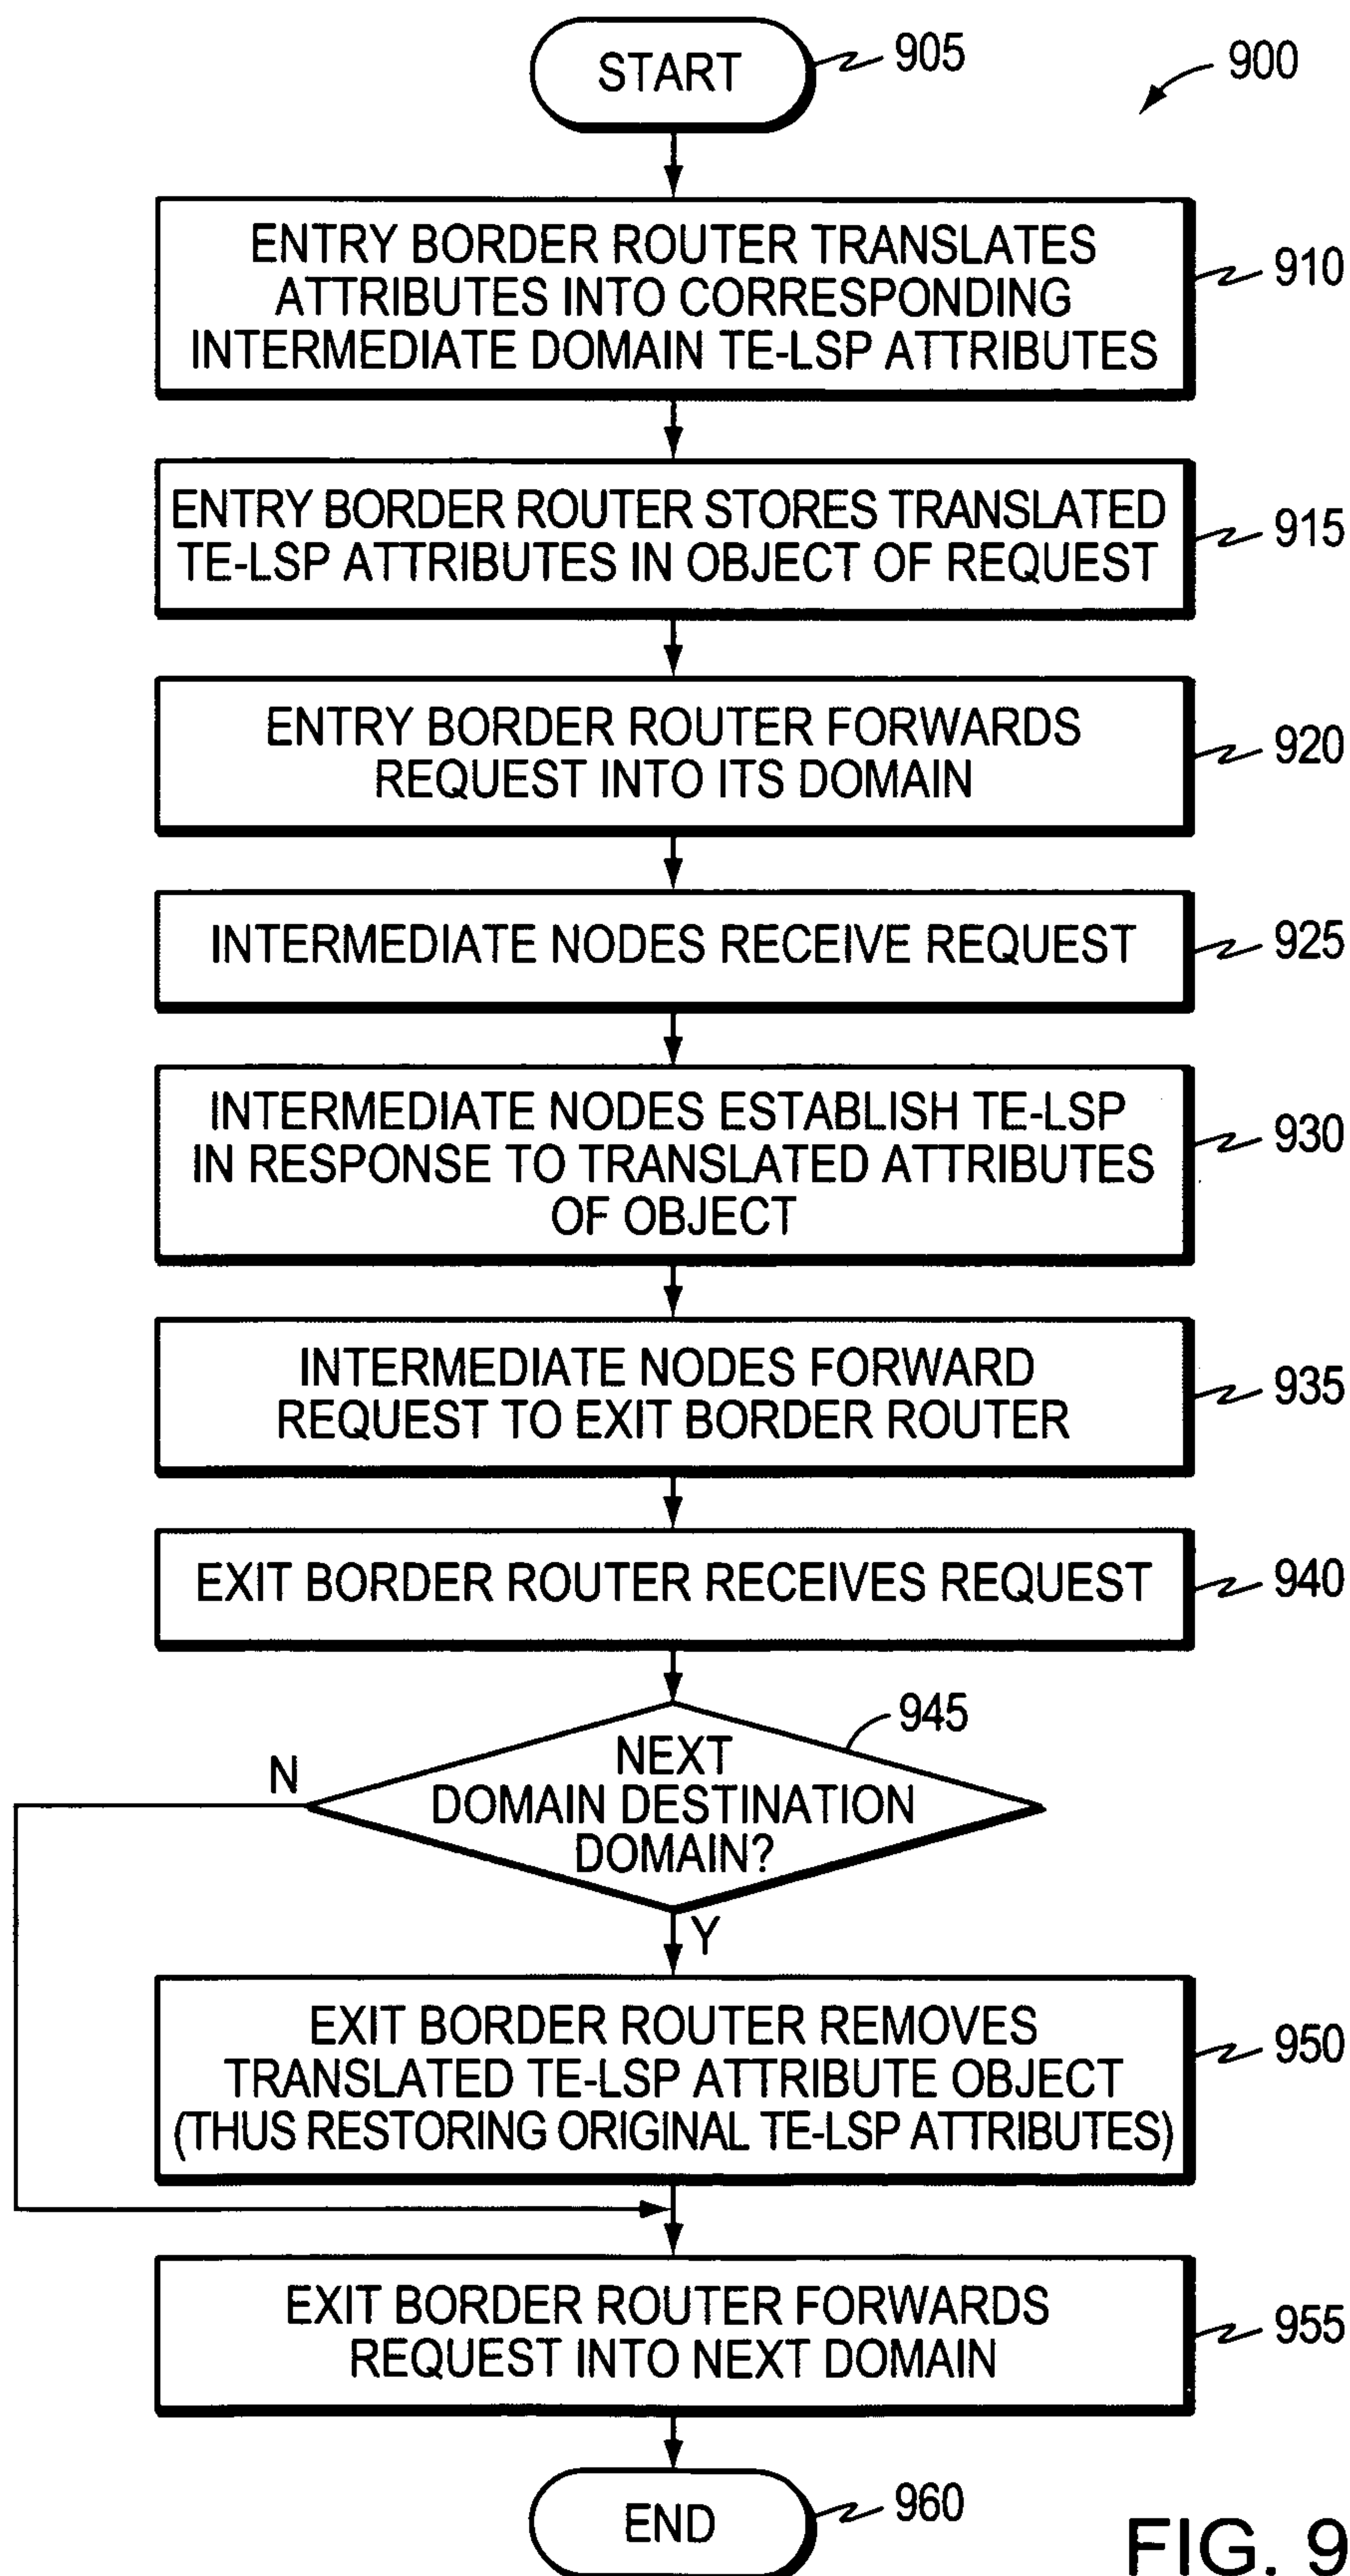 START
905
900
ENTRY BORDER ROUTER TRANSLATES
ATTRIBUTES INTO CORRESPONDING
INTERMEDIATE DOMAIN TE-LSP ATTRIBUTES
910
ENTRY BORDER ROUTER STORES TRANSLATED
TE-LSP ATTRIBUTES IN OBJECT OF REQUEST
915
ENTRY BORDER ROUTER FORWARDS
REQUEST INTO ITS DOMAIN
920
INTERMEDIATE NODES RECEIVE REQUEST
925
INTERMEDIATE NODES ESTABLISH TE-LSP
IN RESPONSE TO TRANSLATED ATTRIBUTES
OF OBJECT
930
INTERMEDIATE NODES FORWARD
REQUEST TO EXIT BORDER ROUTER
935
EXIT BORDER ROUTER RECEIVES REQUEST
940
945
N
NEXT
DOMAIN DESTINATION
DOMAIN?
Y
EXIT BORDER ROUTER REMOVES
TRANSLATED TE-LSP ATTRIBUTE OBJECT
(THUS RESTORING ORIGINAL TE-LSP ATTRIBUTES)
950
EXIT BORDER ROUTER FORWARDS
REQUEST INTO NEXT DOMAIN
955
END
960
FIG. 9